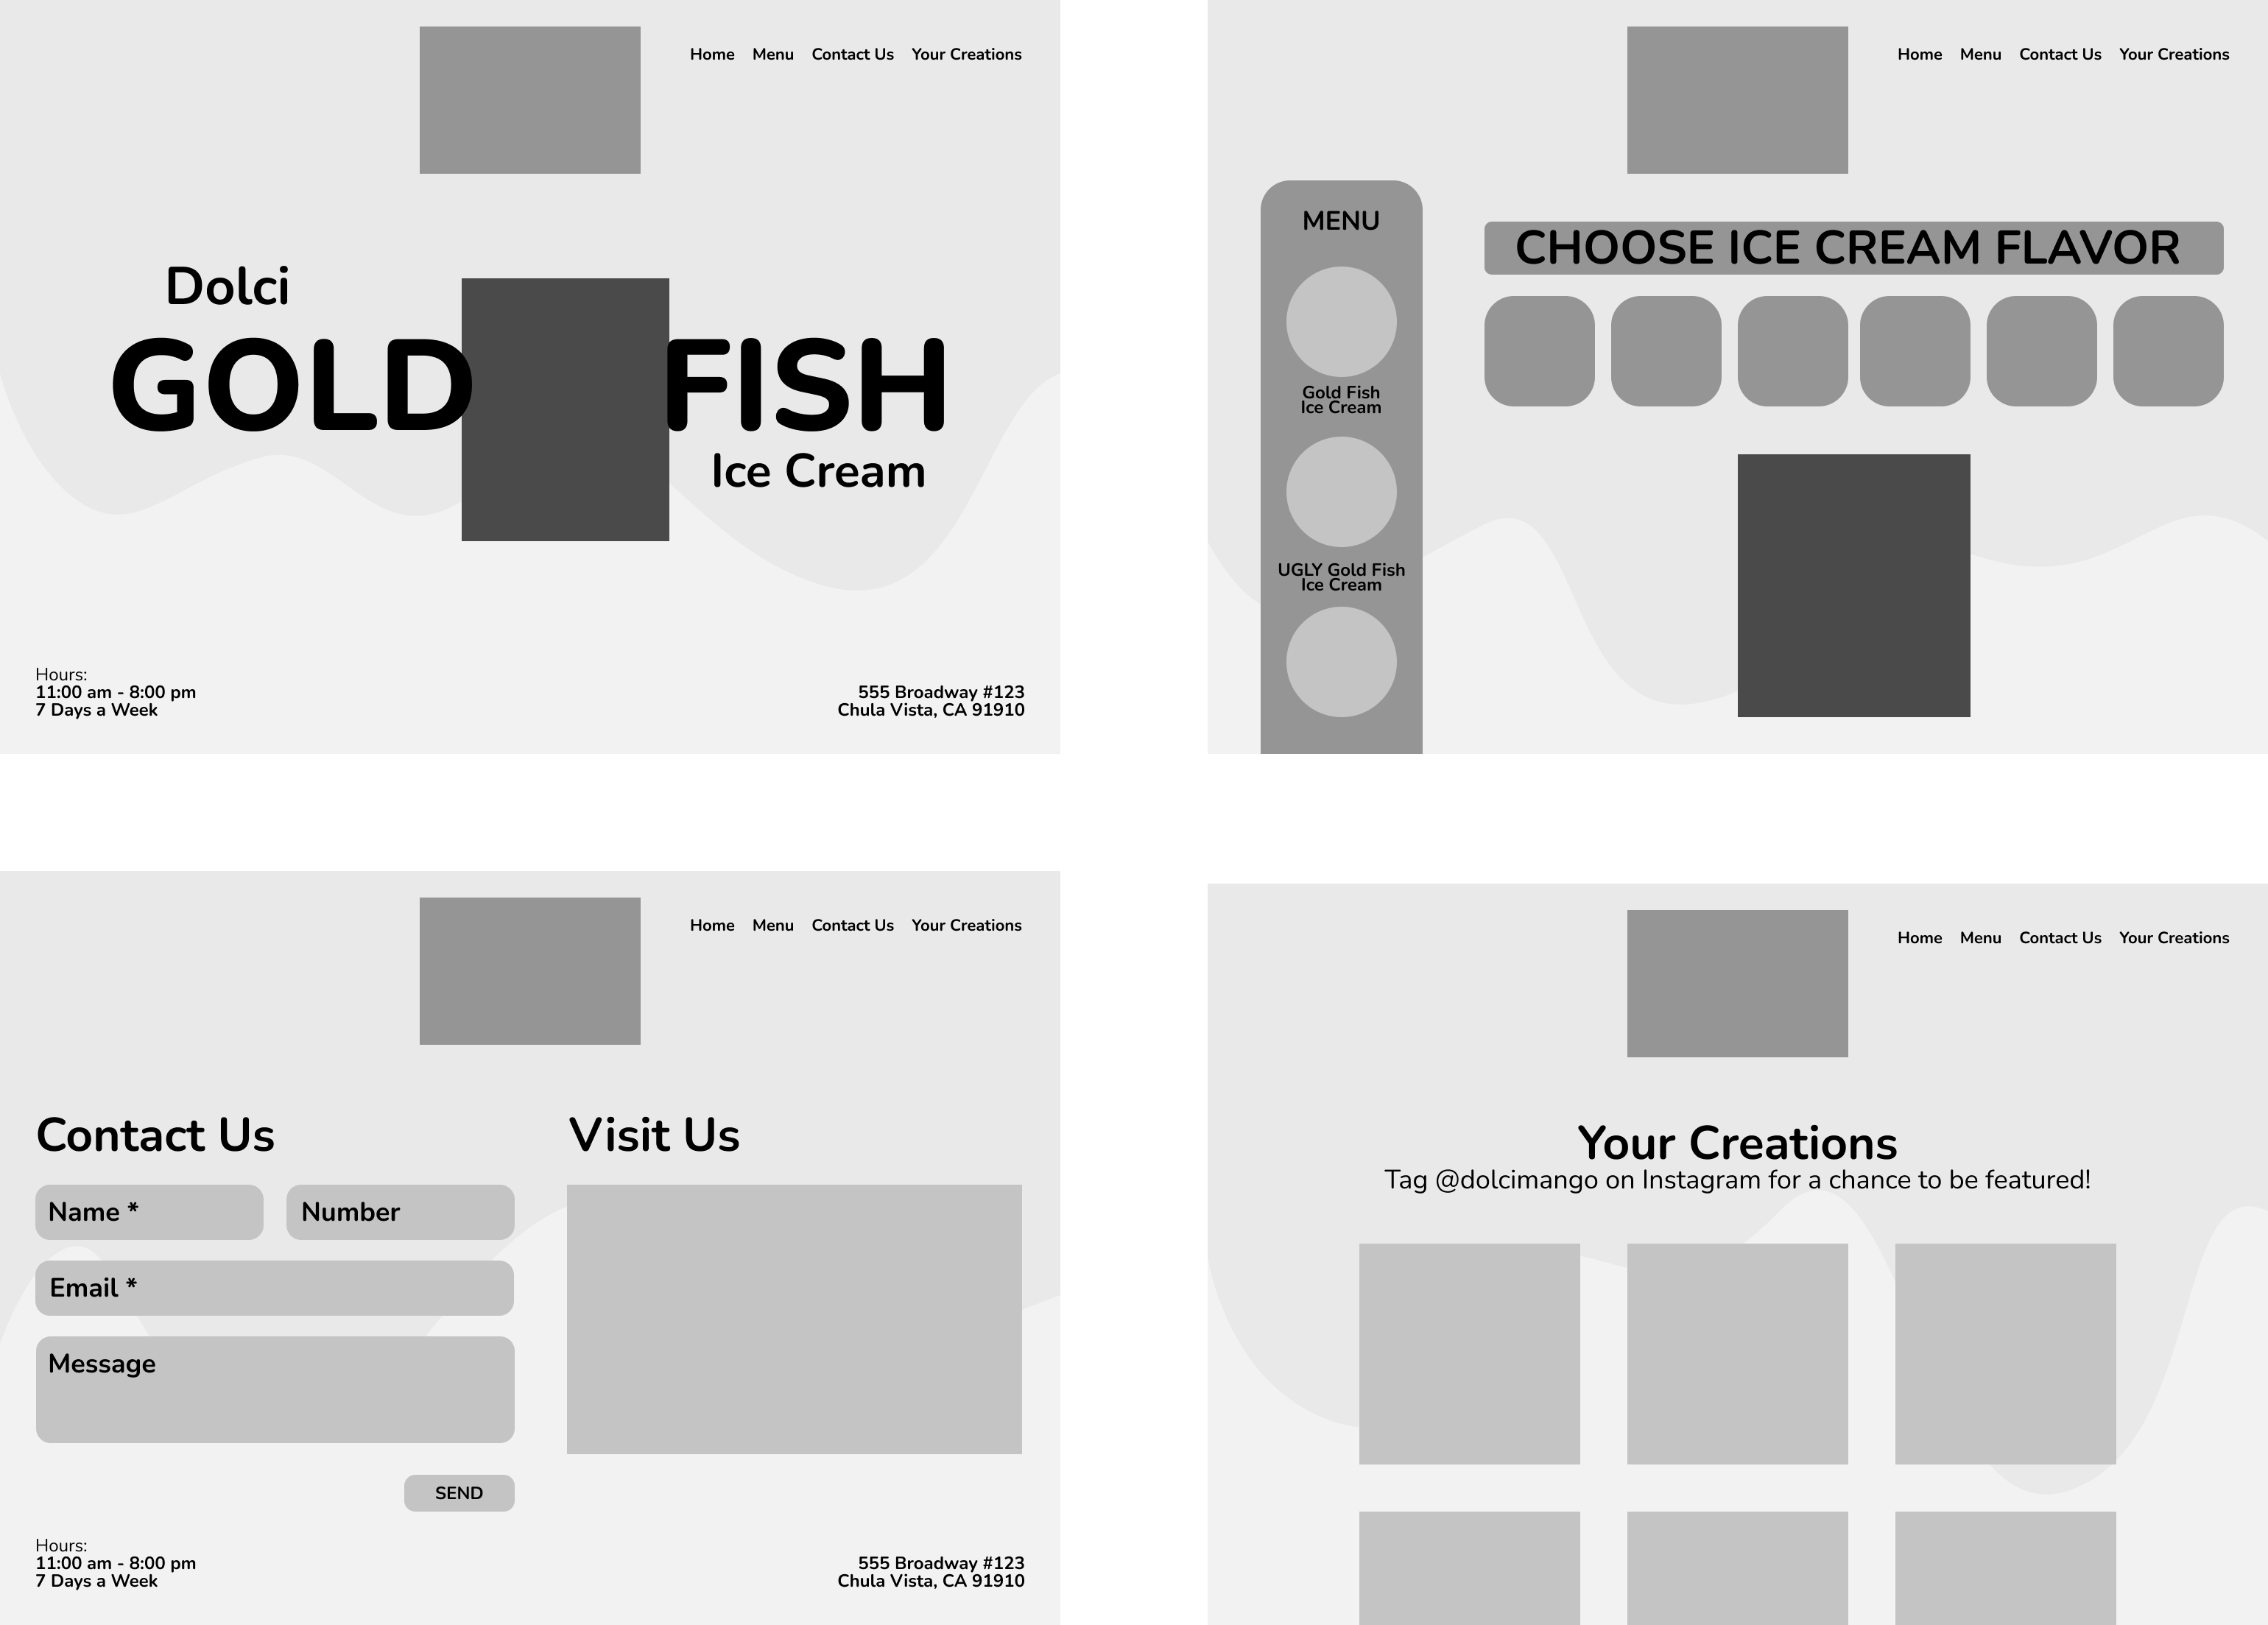 Home Menu Contact Us Your Creations
Dolci
GOLD FISH
Ice Cream
Hours:
11:00 am - 8:00 pm
7 Days a Week
555 Broadway #123
Chula Vista, CA 91910
Home Menu Contact Us Your Creations
MENU
Gold Fish
Ice Cream
UGLY Gold Fish
Ice Cream
CHOOSE ICE CREAM FLAVOR
Home Menu Contact Us Your Creations
Contact Us
Name *
Number
Email *
Message
SEND
Visit Us
Hours:
11:00 am - 8:00 pm
7 Days a Week
555 Broadway #123
Chula Vista, CA 91910
Home Menu Contact Us Your Creations
Your Creations
Tag @dolcimango on Instagram for a chance to be featured!